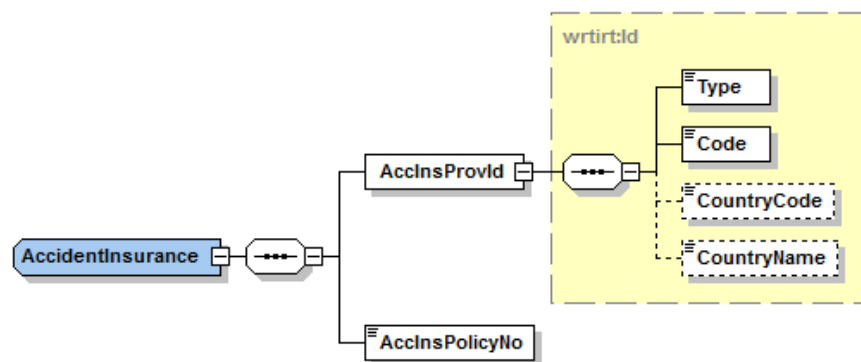 wrtirt:Id
Type
Code
AccInsProvId
CountryCode
CountryName
AccidentInsurance
AccInsPolicyNo